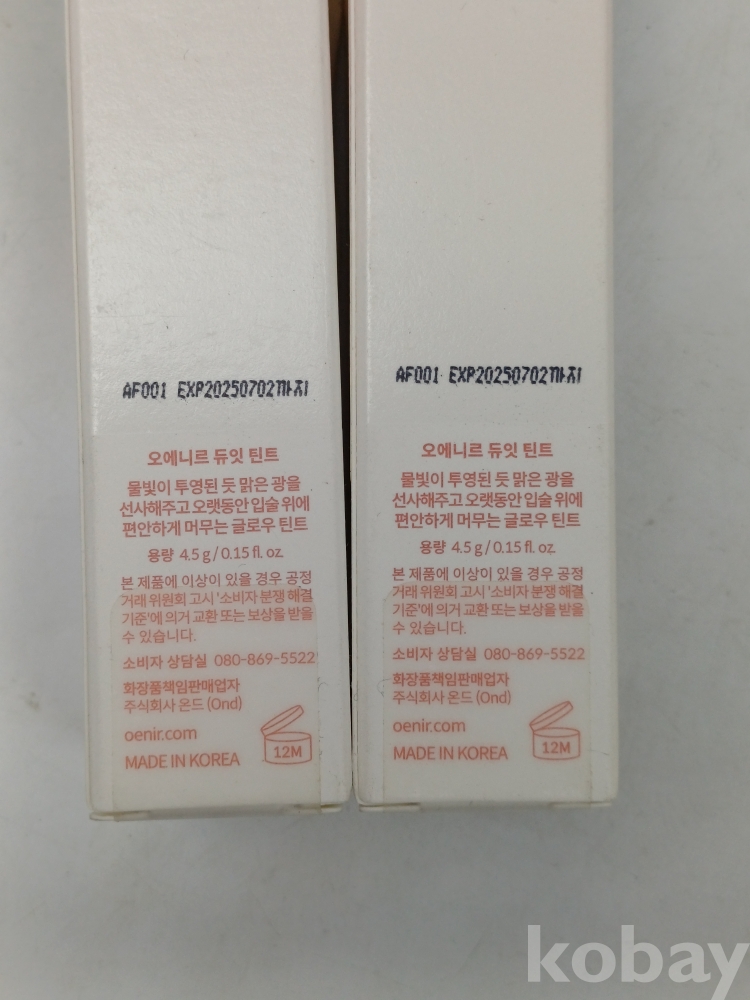 AF001 EXP20250702까지
오에니르 듀잇 틴트
물빛이 투영된 듯 맑은 광을
선사해주고 오랫동안 입술 위에
편안하게 머무는 글로우 틴트
용량 4.5 g / 0.15 fl. oz.
본 제품에 이상이 있을 경우 공정
거래 위원회 고시 '소비자 분쟁 해결
기준'에 의거 교환 또는 보상을 받을
수 있습니다.
소비자 상담실 080-869-5522
화장품책임판매업자
주식회사 온드 (Ond)
oenir.com
MADE IN KOREA
12M
AF001 EXP20250702까지
오에니르 듀잇 틴트
물빛이 투영된 듯 맑은 광을
선사해주고 오랫동안 입술 위에
편안하게 머무는 글로우 틴트
용량 4.5 g / 0.15 fl. oz.
본 제품에 이상이 있을 경우 공정
거래 위원회 고시 '소비자 분쟁 해결
기준'에 의거 교환 또는 보상을 받을
수 있습니다.
소비자 상담실 080-869-5522
화장품책임판매업자
주식회사 온드 (Ond)
oenir.com
MADE IN KOREA
12M
kobay